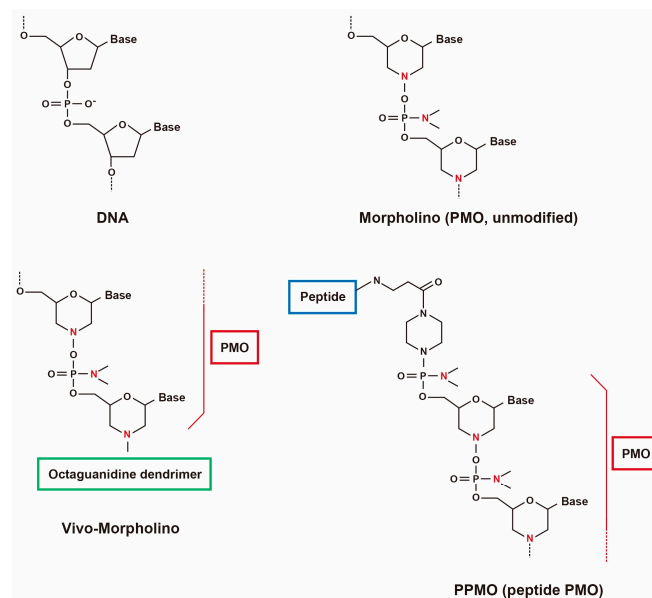 O
O
Base
O
O=P-O⁻
O
O
Base
O
DNA
O
O
Base
N
O
O=P-N
O
O
Base
N
Morpholino (PMO, unmodified)
O
O
Base
N
O
O=P-N
O
O
Base
N
PMO
Octaguanidine dendrimer
Vivo-Morpholino
Peptide
N
O
N
N
O=P-N
O
O
Base
N
O
O=P-N
O
O
Base
N
PMO
PPMO (peptide PMO)